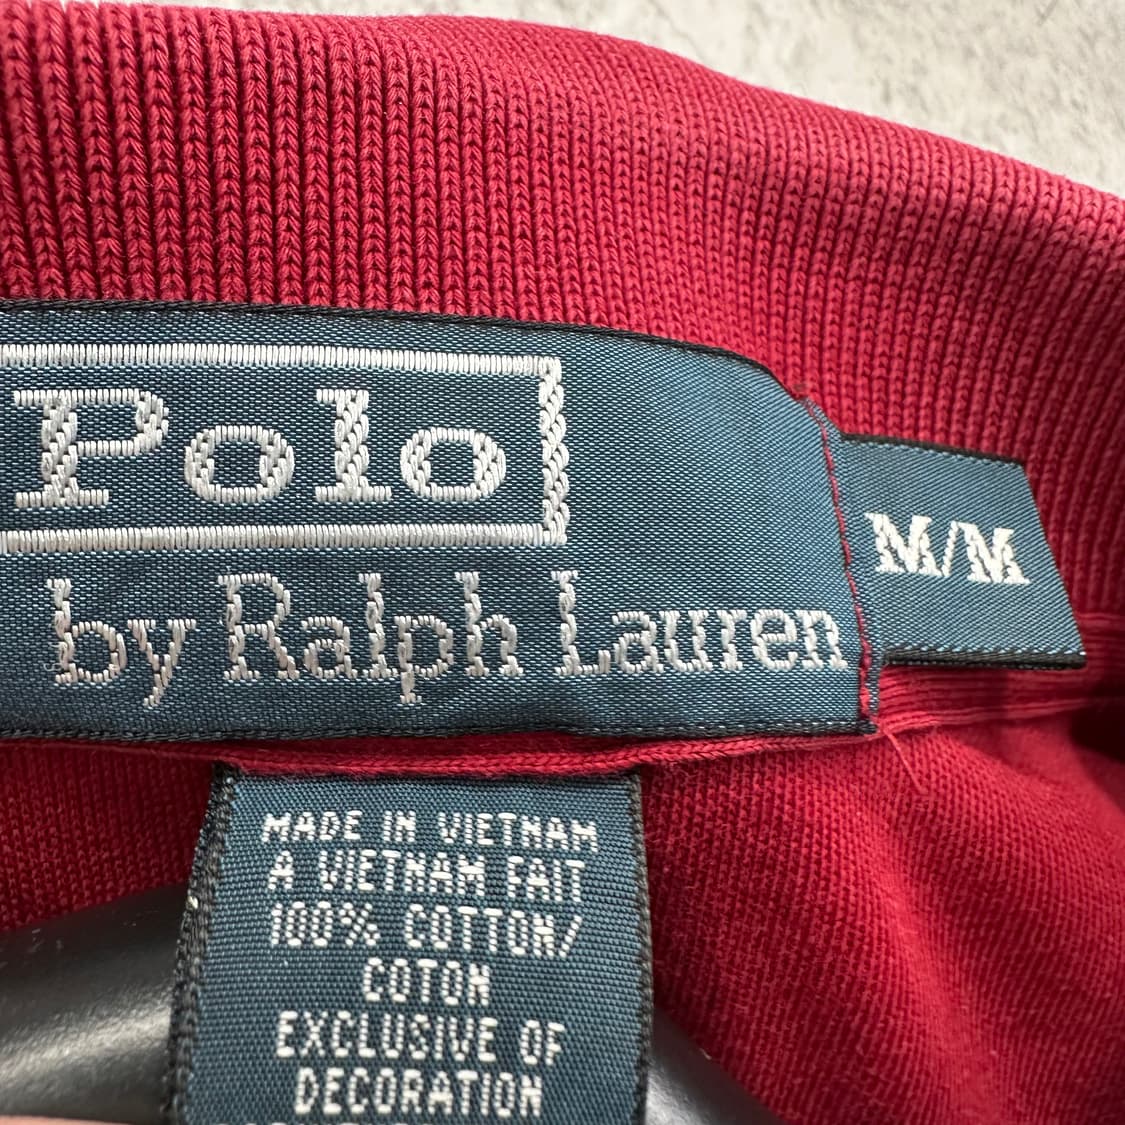 Polo
by Ralph Lauren
M/M
MADE IN VIETNAM
A VIETNAM FAIT
100% COTTON/
COTON
EXCLUSIVE OF
DECORATION